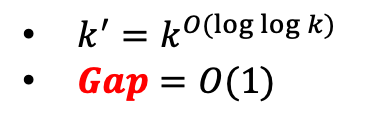 • k′ = k^{O(log log k)}
• Gap = O(1)